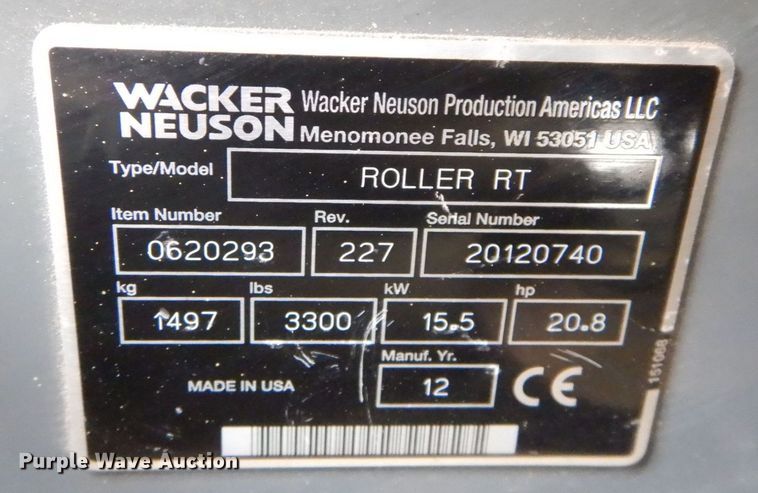 WACKER NEUSON
Wacker Neuson Production Americas LLC
Menomonee Falls, WI 53051 USA
Type/Model ROLLER RT
Item Number Rev. Serial Number
0620293 227 20120740
kg lbs kW hp
1497 3300 15.5 20.8
Manuf. Yr.
MADE IN USA 12 CE
151068
Purple Wave Auction